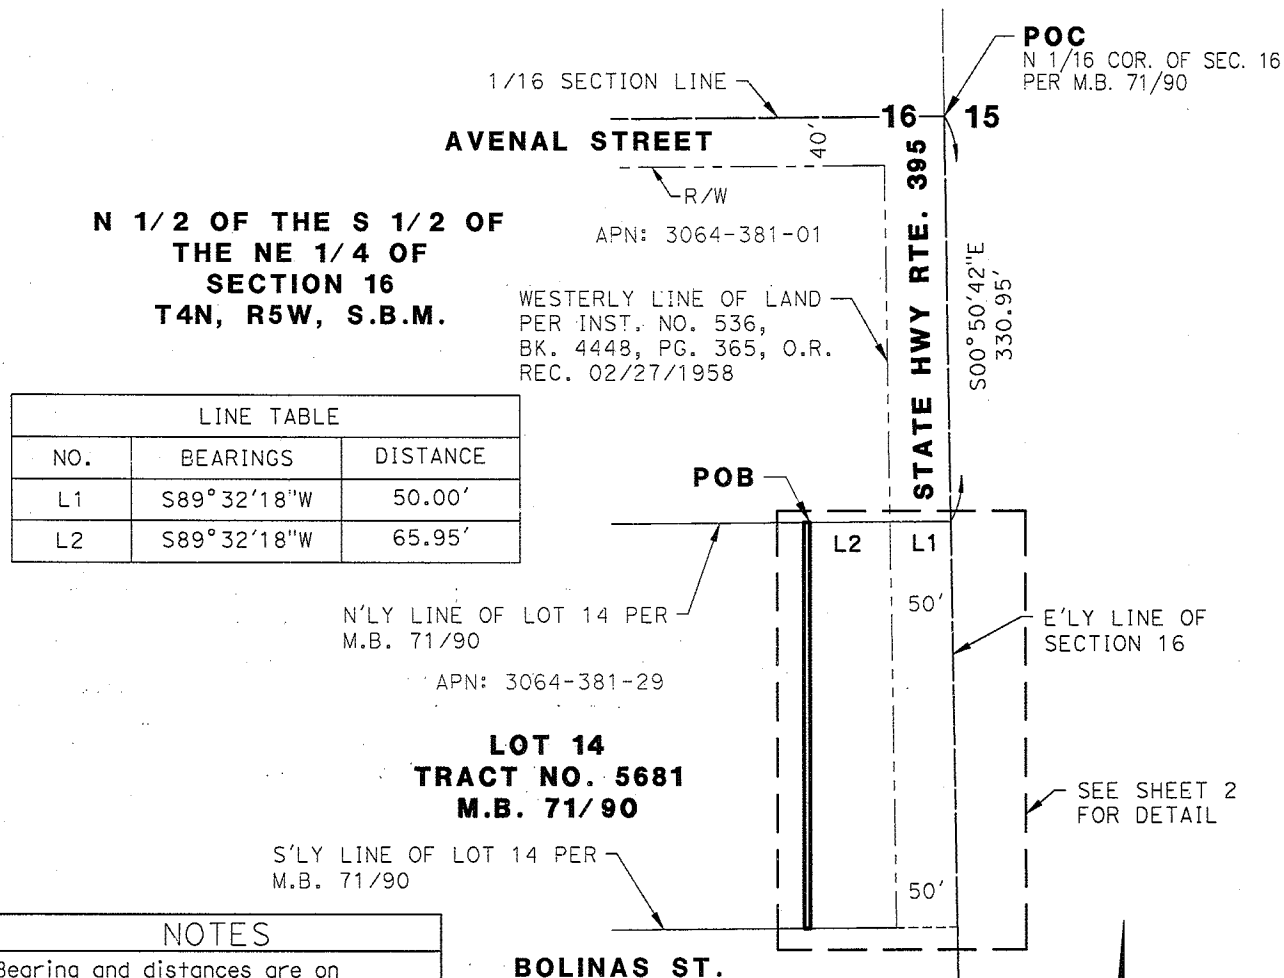 POC
N 1/16 COR. OF SEC. 16
PER M.B. 71/90
1/16 SECTION LINE
16 15
AVENAL STREET
40'
R/W
APN: 3064-381-01
STATE HWY RTE. 395
S00°50'42"E
330.95'
N 1/2 OF THE S 1/2 OF
THE NE 1/4 OF
SECTION 16
T4N, R5W, S.B.M.
WESTERLY LINE OF LAND
PER INST. NO. 536,
BK. 4448, PG. 365, O.R.
REC. 02/27/1958
LINE TABLE
NO. BEARINGS DISTANCE
L1 S89°32'18"W 50.00'
L2 S89°32'18"W 65.95'
POB
L2 L1
50'
N'LY LINE OF LOT 14 PER
M.B. 71/90
E'LY LINE OF
SECTION 16
APN: 3064-381-29
LOT 14
TRACT NO. 5681
M.B. 71/90
SEE SHEET 2
FOR DETAIL
S'LY LINE OF LOT 14 PER
M.B. 71/90
50'
NOTES
Bearing and distances are on
BOLINAS ST.